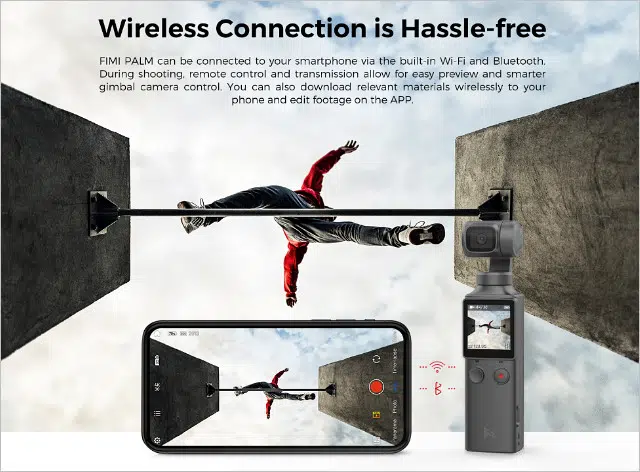 Wireless Connection is Hassle-free
FIMI PALM can be connected to your smartphone via the built-in Wi-Fi and Bluetooth.
During shooting, remote control and transmission allow for easy preview and smarter
gimbal camera control. You can also download relevant materials wirelessly to your
phone and edit footage on the APP.
Photo